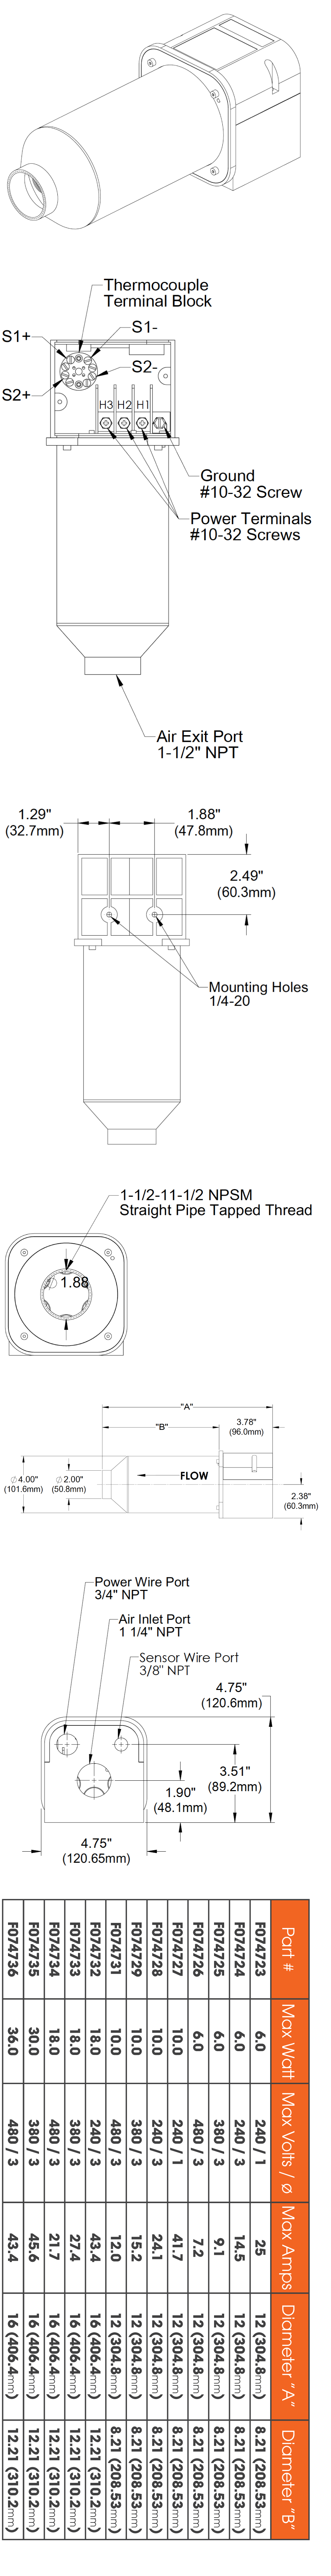 Thermocouple
Terminal Block
S1+
S1-
S2-
S2+
H3 H2 H1
Ground
#10-32 Screw
Power Terminals
#10-32 Screws
Air Exit Port
1-1/2" NPT
1.29"
(32.7mm)
1.88"
(47.8mm)
2.49"
(60.3mm)
Mounting Holes
1/4-20
1-1/2-11-1/2 NPSM
Straight Pipe Tapped Thread
1.88
"A"
"B"
3.78"
(96.0mm)
FLOW
⌀4.00"
(101.6mm)
⌀2.00"
(50.8mm)
2.38"
(60.3mm)
Power Wire Port
3/4" NPT
Air Inlet Port
1 1/4" NPT
Sensor Wire Port
3/8" NPT
4.75"
(120.6mm)
3.51"
(89.2mm)
1.90"
(48.1mm)
4.75"
(120.65mm)
Part # Max Watt Max Volts / ø Max Amps Diameter "A" Diameter "B"
F074723 6.0 240 / 1 25 12 (304.8mm) 8.21 (208.53mm)
F074724 6.0 240 / 3 14.5 12 (304.8mm) 8.21 (208.53mm)
F074725 6.0 380 / 3 9.1 12 (304.8mm) 8.21 (208.53mm)
F074726 6.0 480 / 3 7.2 12 (304.8mm) 8.21 (208.53mm)
F074727 10.0 240 / 1 41.7 12 (304.8mm) 8.21 (208.53mm)
F074728 10.0 240 / 3 24.1 12 (304.8mm) 8.21 (208.53mm)
F074729 10.0 380 / 3 15.2 12 (304.8mm) 8.21 (208.53mm)
F074731 10.0 480 / 3 12.0 12 (304.8mm) 8.21 (208.53mm)
F074732 18.0 240 / 3 43.4 16 (406.4mm) 12.21 (310.2mm)
F074733 18.0 380 / 3 27.4 16 (406.4mm) 12.21 (310.2mm)
F074734 18.0 480 / 3 21.7 16 (406.4mm) 12.21 (310.2mm)
F074735 30.0 380 / 3 45.6 16 (406.4mm) 12.21 (310.2mm)
F074736 36.0 480 / 3 43.4 16 (406.4mm) 12.21 (310.2mm)